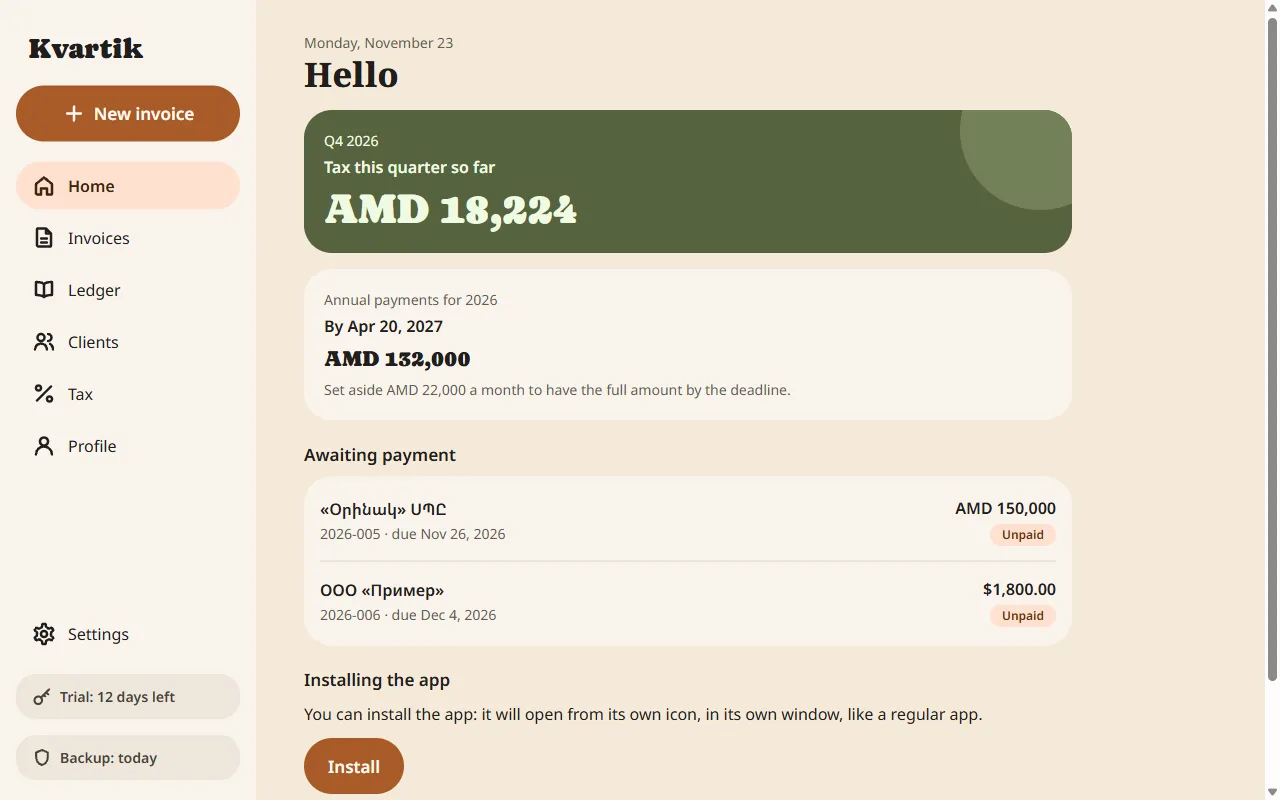 Kvartik
New invoice
Home
Invoices
Ledger
Clients
Tax
Profile
Settings
Trial: 12 days left
Backup: today
Monday, November 23
Hello
Q4 2026
Tax this quarter so far
AMD 18,224
Annual payments for 2026
By Apr 20, 2027
AMD 132,000
Set aside AMD 22,000 a month to have the full amount by the deadline.
Awaiting payment
«Օրինակ» ՍՊԸ
AMD 150,000
2026-005 · due Nov 26, 2026
Unpaid
ООО «Пример»
$1,800.00
2026-006 · due Dec 4, 2026
Unpaid
Installing the app
You can install the app: it will open from its own icon, in its own window, like a regular app.
Install